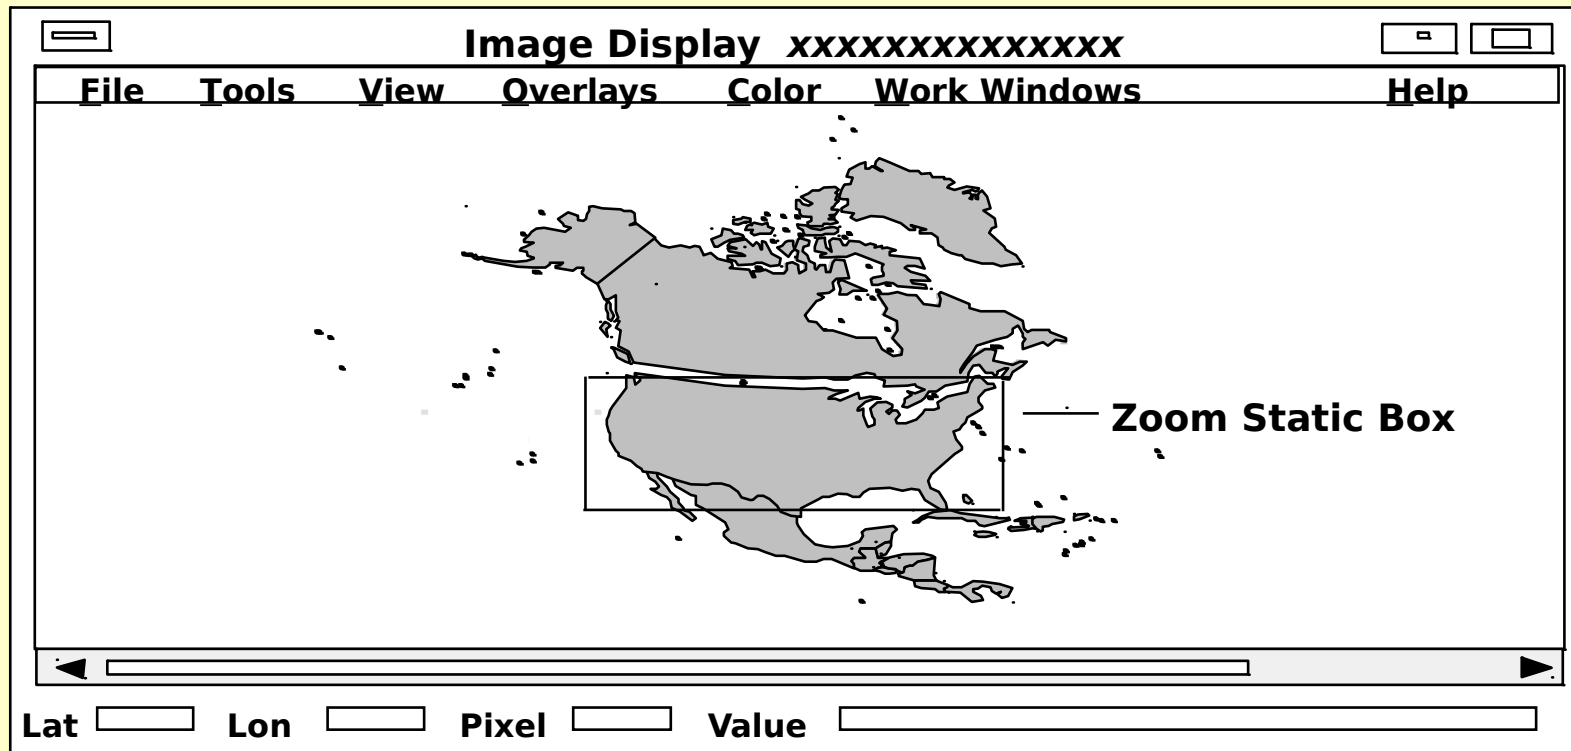 Image Display xxxxxxxxxxxxxx
File Tools View Overlays Color Work Windows Help
Zoom Static Box
Lat Lon Pixel Value